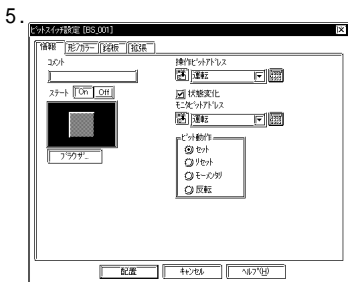 5.
ビットスイッチ設定 [BS_001]
情報 形/カラー 銘板 拡張
コメント
ステート On Off
ブラウザ_
操作ビットアドレス
運転
状態変化
モニタビットアドレス
運転
ビット動作
セット
リセット
モーメンタリ
反転
配置 キャンセル ヘルプ(H)